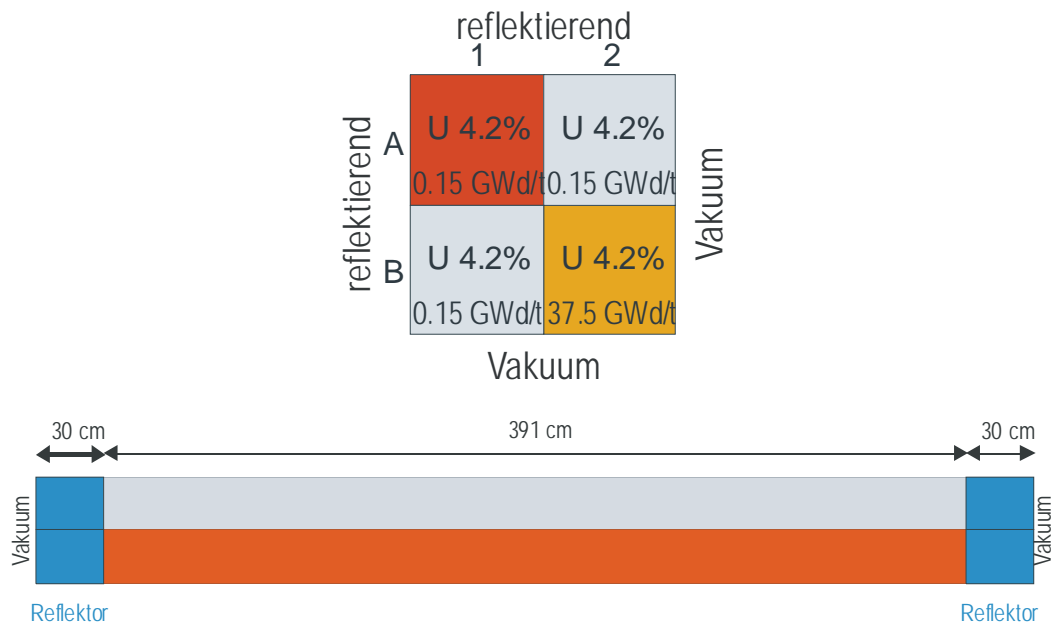 reflektierend
1 2
reflektierend
A
U 4.2% U 4.2%
0.15 GWd/t 0.15 GWd/t
Vakuum
B
U 4.2% U 4.2%
0.15 GWd/t 37.5 GWd/t
Vakuum
30 cm 391 cm 30 cm
Vakuum Vakuum
Reflektor Reflektor